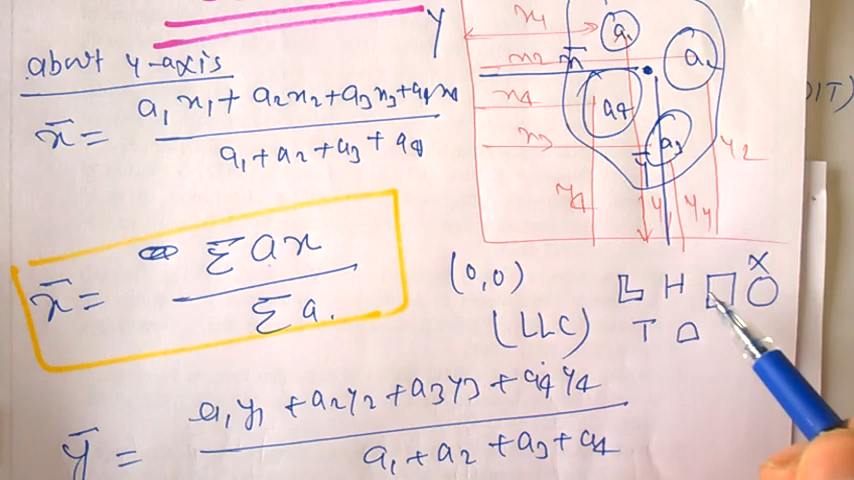 about y-axis
x̄ = a₁x₁ + a₂x₂ + a₃x₃ + a₄x₄
a₁ + a₂ + a₃ + a₄
x̄ = Σax
Σa.
ȳ = a₁y₁ + a₂y₂ + a₃y₃ + a₄y₄
a₁ + a₂ + a₃ + a₄
y
x₁
x₂
x̄
x₄
x₃
a₁
a₂
a₄
a₃
ȳ
y₄
y₁
y₄
y₂
(0,0)
(LLC)
X
L H
T
DIT)